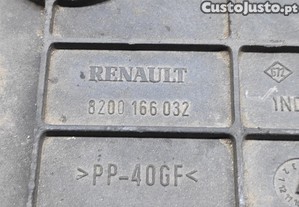 CustoJusto.pt
RENAULT
8200 166 032
IND
>PP-40GF<